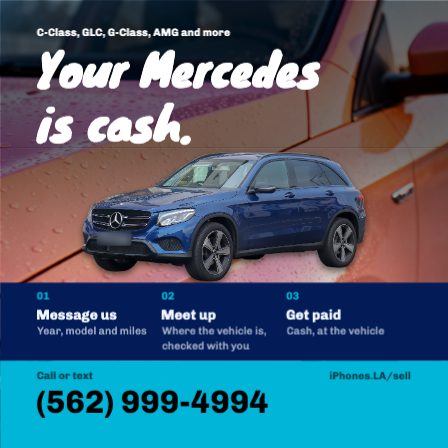 C-Class, GLC, G-Class, AMG and more
Your Mercedes
is cash.
01
Message us
Year, model and miles
02
Meet up
Where the vehicle is,
checked with you
03
Get paid
Cash, at the vehicle
Call or text
(562) 999-4994
iPhones.LA/sell